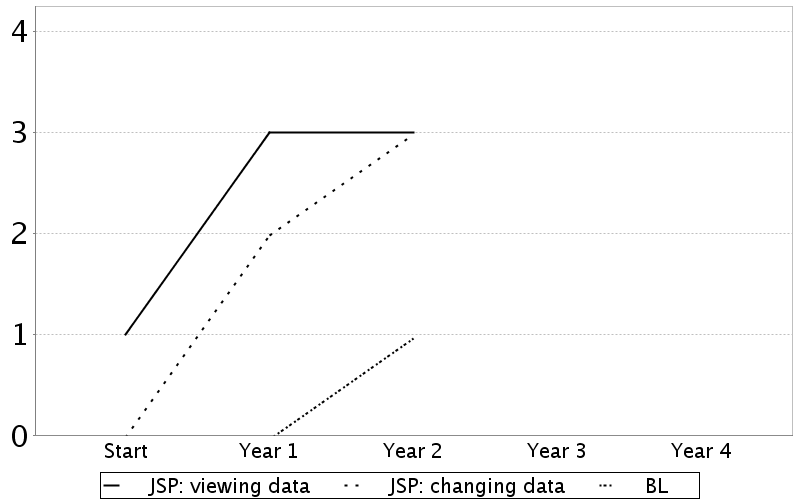 4
3
2
1
0
Start Year 1 Year 2 Year 3 Year 4
JSP: viewing data JSP: changing data BL